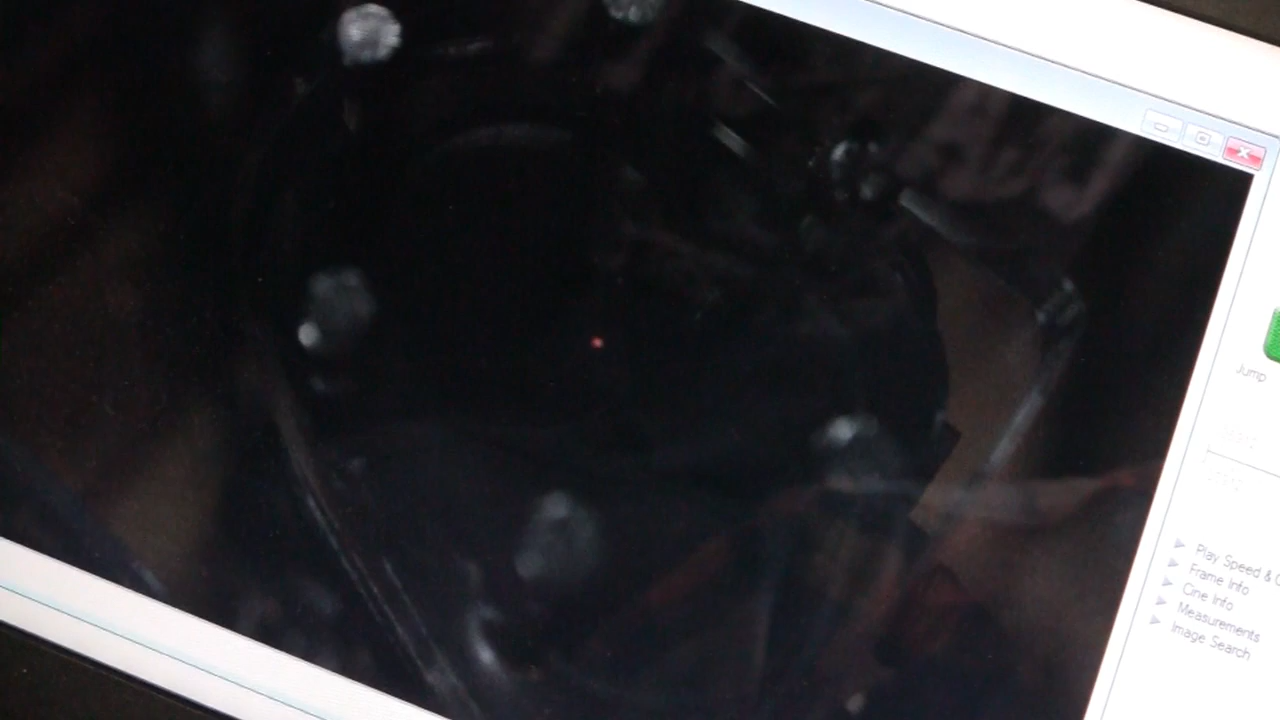 Jump
Play Speed &
Frame Info
Cine Info
Measurements
Image Search